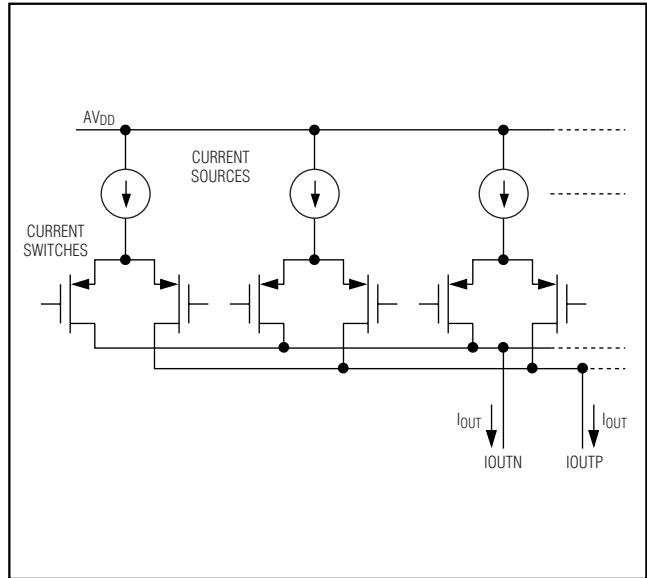 AVDD
CURRENT
SOURCES
CURRENT
SWITCHES
IOUT
IOUT
IOUTN
IOUTP